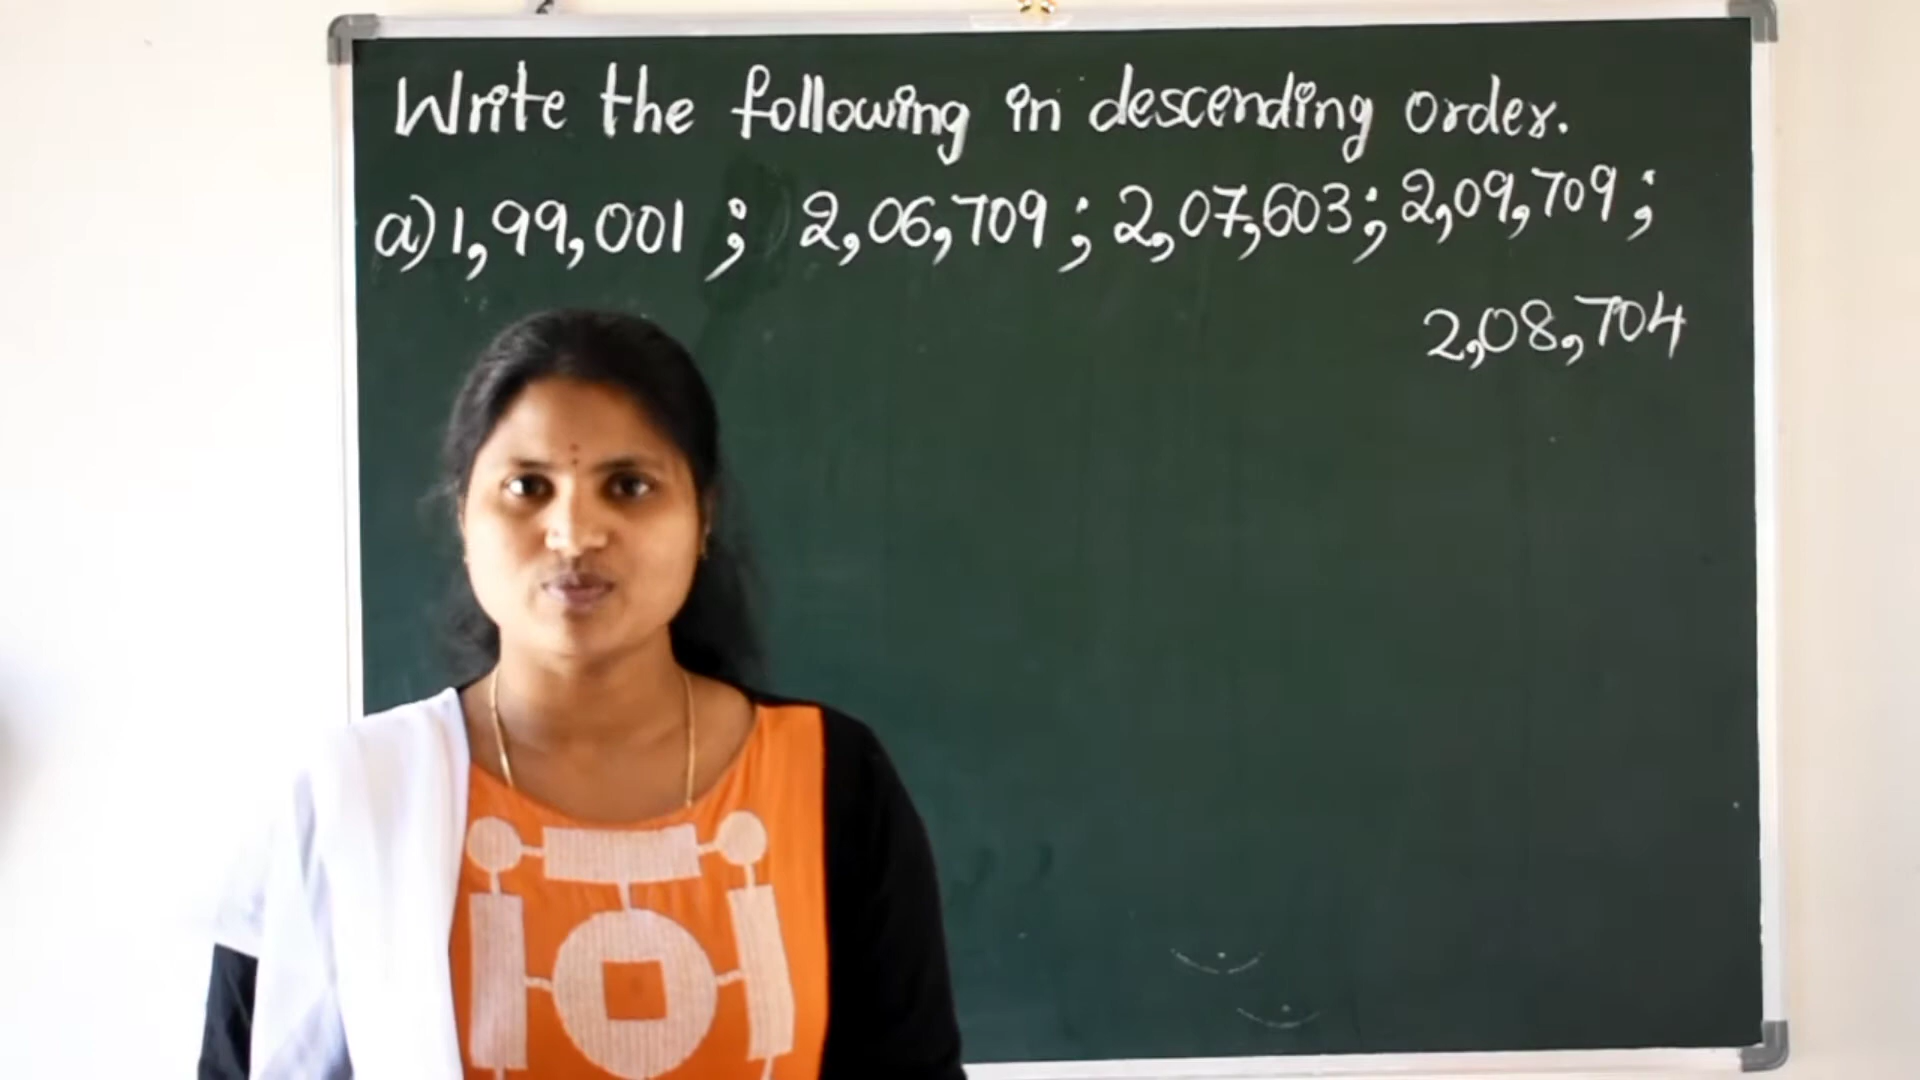 Write the following in descending order.
a) 1,99,001 ; 2,06,709 ; 2,07,603 ; 2,09,709 ;
2,08,704